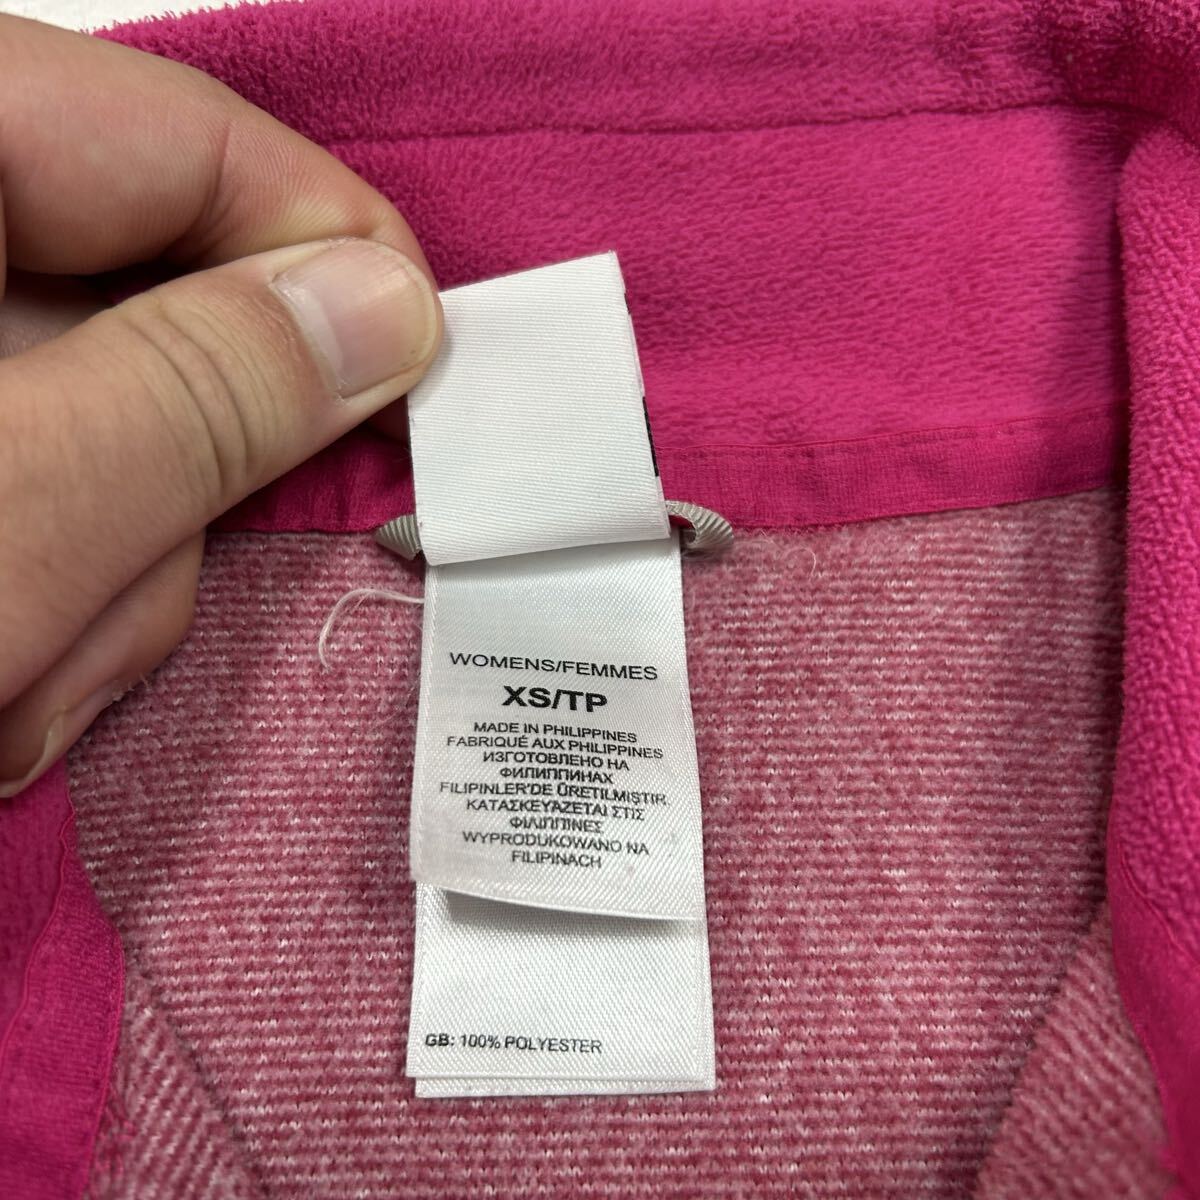 WOMENS/FEMMES
XS/TP
MADE IN PHILIPPINES
FABRIQUÉ AUX PHILIPPINES
ИЗГОТОВЛЕНО НА
ФИЛИППИНАХ
FILIPINLER'DE ÜRETILMIŞTIR
ΚΑΤΑΣΚΕΥΑΖΕΤΑΙ ΣΤΙΣ
ΦΙΛΙΠΠΙΝΕΣ
WYPRODUKOWANO NA
FILIPINACH
GB: 100% POLYESTER